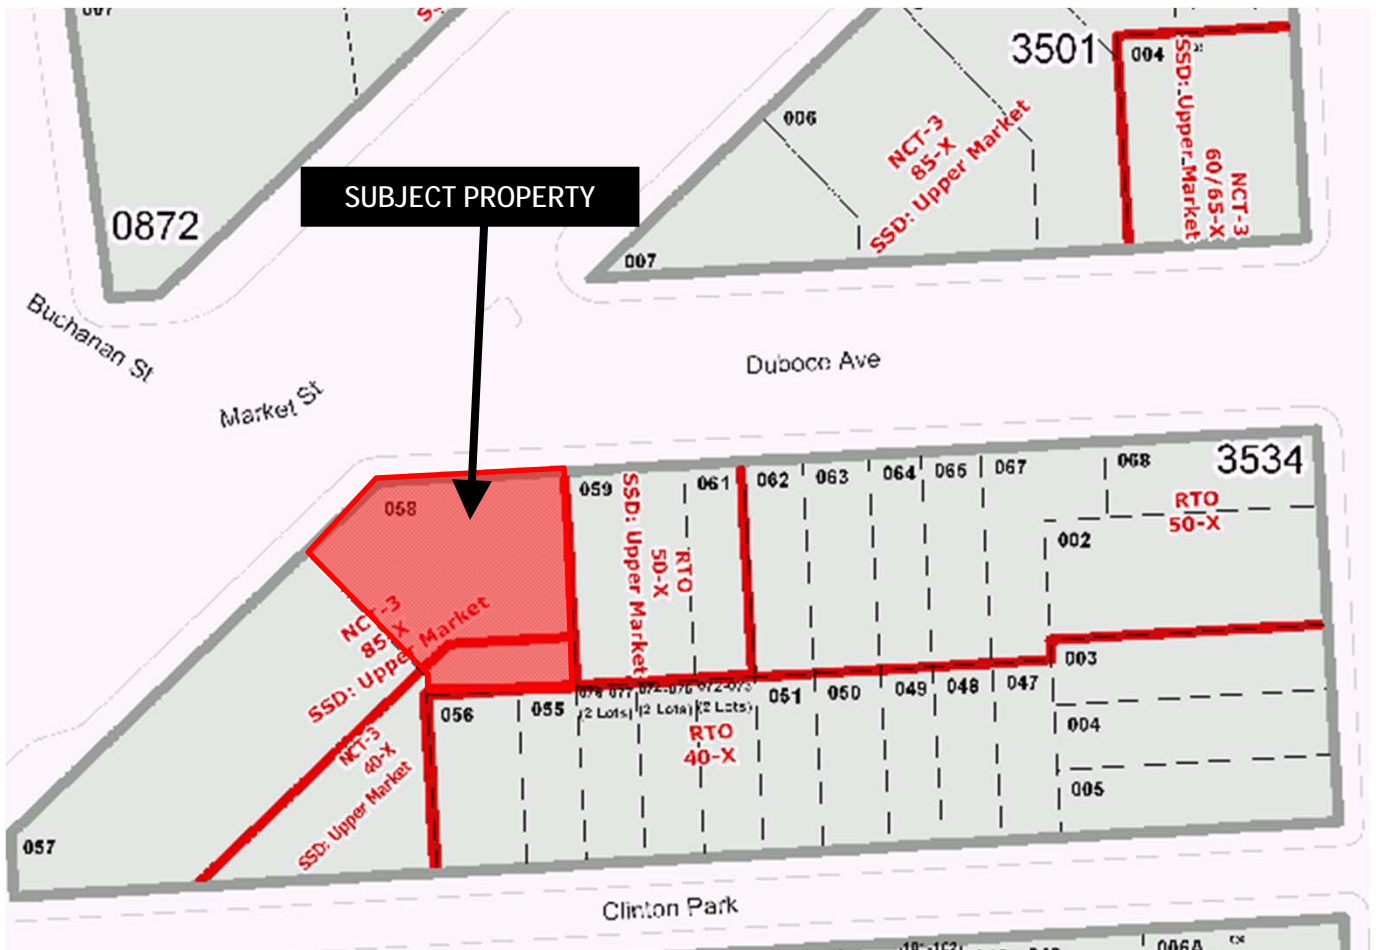 007
3501
004
SSD: Upper Market
60/65-X
NCT-3
006
NCT-3
85-X
SSD: Upper Market
SUBJECT PROPERTY
0872
007
Buchanan St
Market St
Duboce Ave
3534
058
059
SSD: Upper Market
50-X
RTO
061
062
063
064
065
067
068
RTO
50-X
002
NCT-3
85-X
SSD: Upper Market
003
056
055
(2 Lots)
(2 Lots)
(2 Lots)
051
050
049
048
047
RTO
40-X
004
NCT-3
40-X
SSD: Upper Market
005
057
Clinton Park
006A